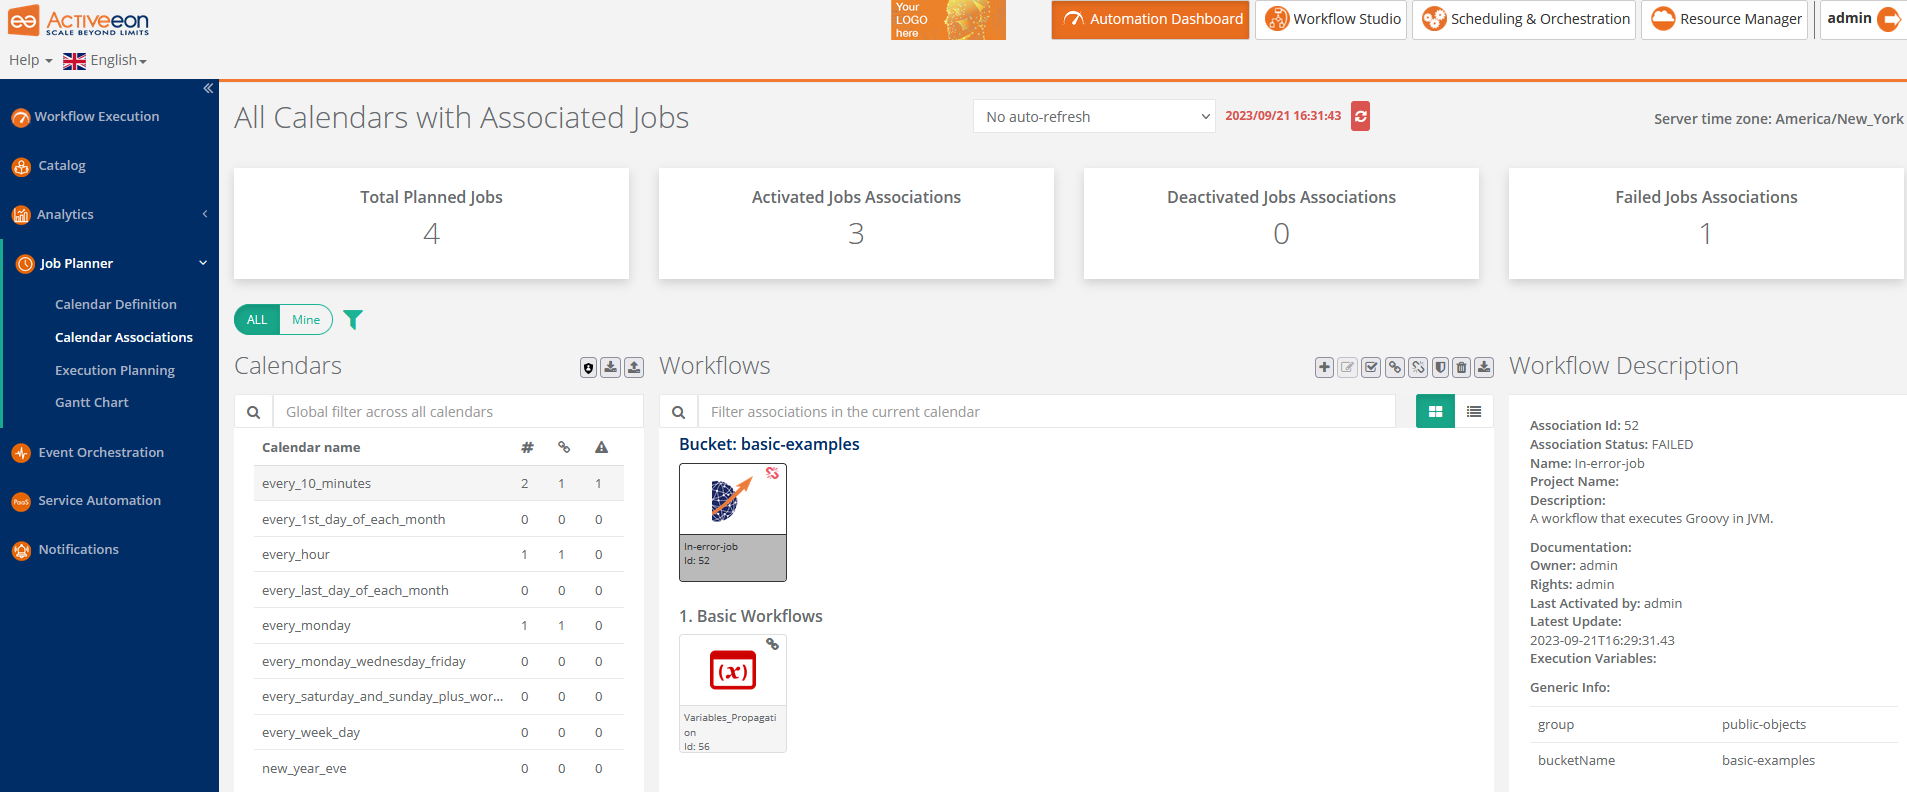 Activeeon
SCALE BEYOND LIMITS
Your
LOGO
here
Automation Dashboard
Workflow Studio
Scheduling & Orchestration
Resource Manager
admin
Help
English
Workflow Execution
Catalog
Analytics
Job Planner
Calendar Definition
Calendar Associations
Execution Planning
Gantt Chart
Event Orchestration
PaaS
Service Automation
Notifications
All Calendars with Associated Jobs
No auto-refresh
2023/09/21 16:31:43
Server time zone: America/New_York
Total Planned Jobs
4
Activated Jobs Associations
3
Deactivated Jobs Associations
0
Failed Jobs Associations
1
ALL
Mine
Calendars
Global filter across all calendars
Calendar name #
every_10_minutes 2 1 1
every_1st_day_of_each_month 0 0 0
every_hour 1 1 0
every_last_day_of_each_month 0 0 0
every_monday 1 1 0
every_monday_wednesday_friday 0 0 0
every_saturday_and_sunday_plus_wor... 0 0 0
every_week_day 0 0 0
new_year_eve 0 0 0
Workflows
Filter associations in the current calendar
Bucket: basic-examples
In-error-job
Id: 52
1. Basic Workflows
(x)
Variables_Propagati
on
Id: 56
Workflow Description
Association Id: 52
Association Status: FAILED
Name: In-error-job
Project Name:
Description:
A workflow that executes Groovy in JVM.
Documentation:
Owner: admin
Rights: admin
Last Activated by: admin
Latest Update:
2023-09-21T16:29:31.43
Execution Variables:
Generic Info:
group public-objects
bucketName basic-examples